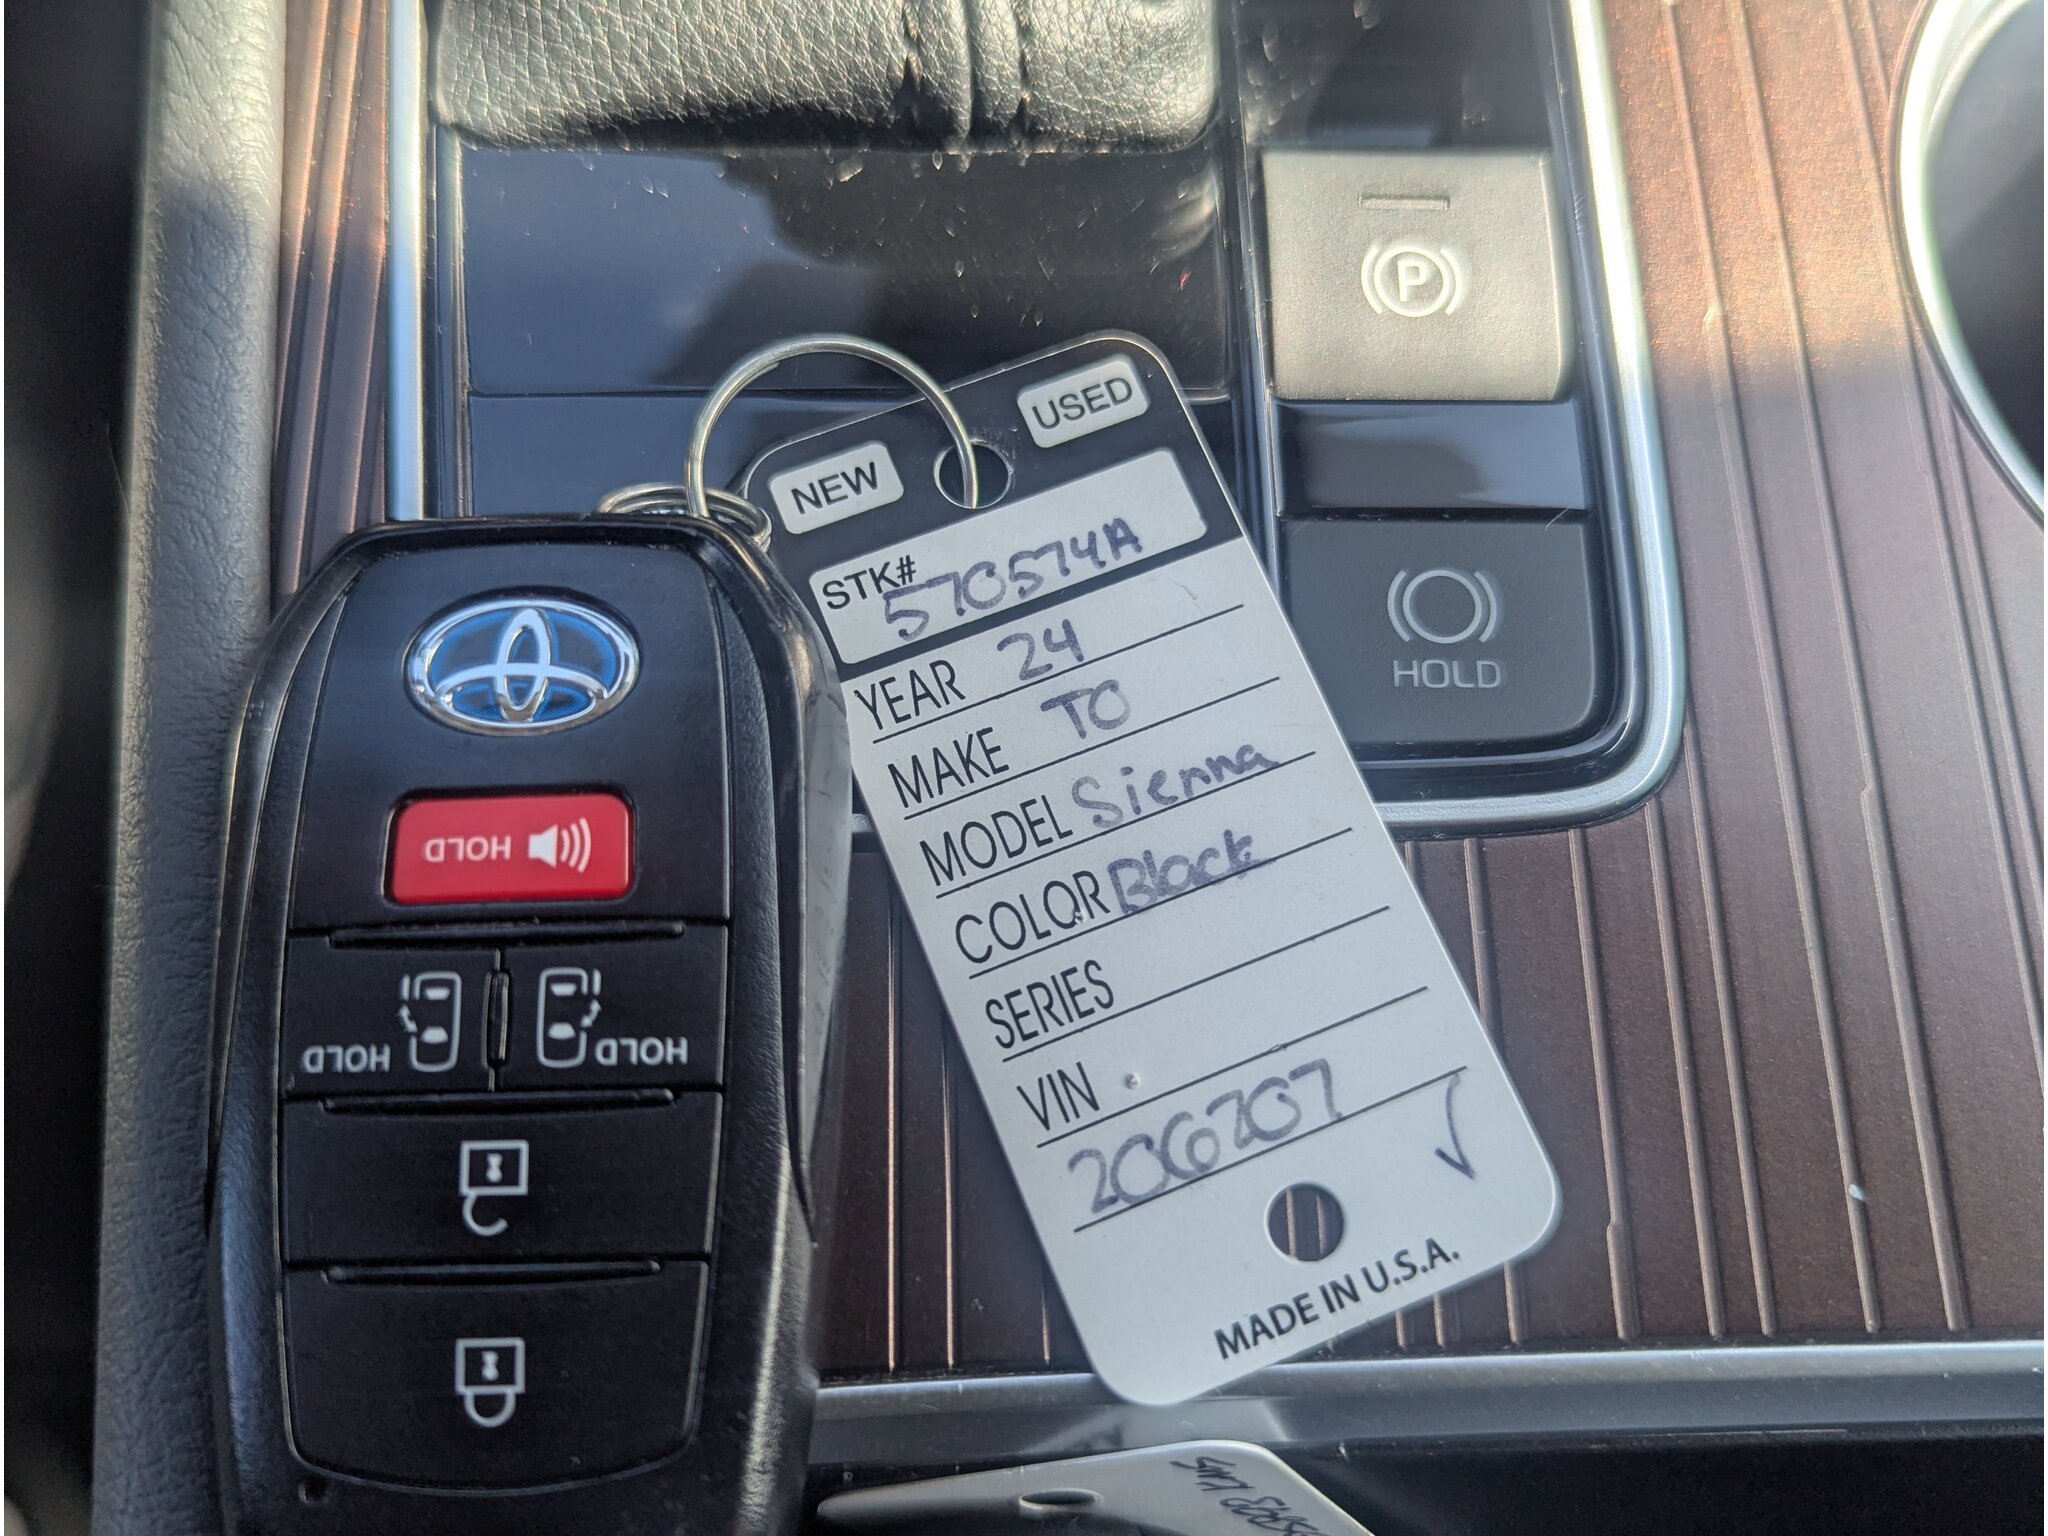 NEW
USED
STK# 570574A
YEAR 24
MAKE TO
MODEL Sienna
COLOR Black
SERIES
VIN
206707
MADE IN U.S.A.
P
HOLD
HOLD
HOLD
HOLD